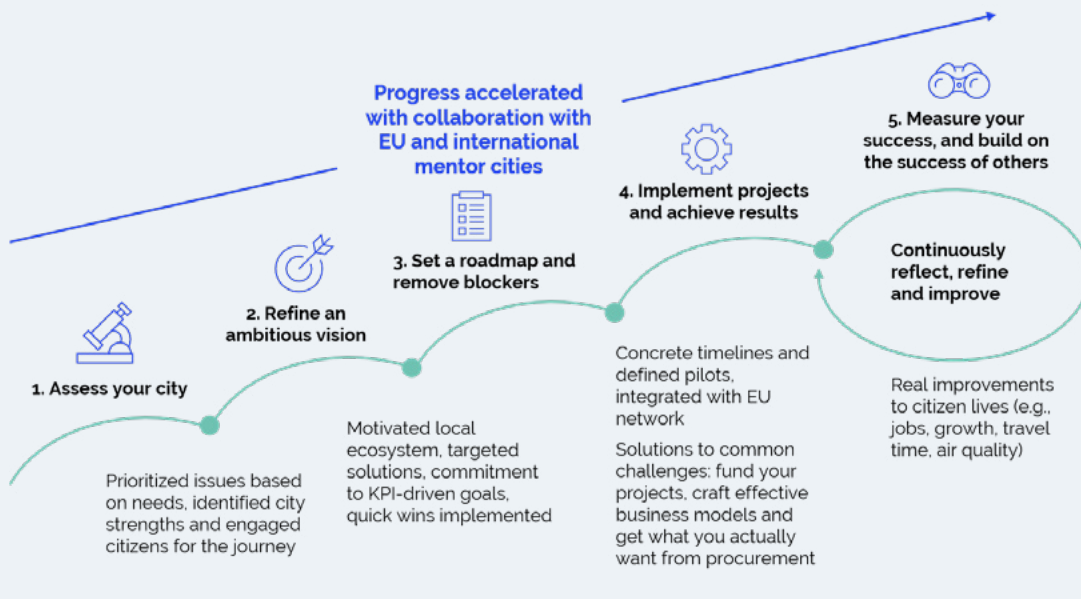 Progress accelerated
with collaboration with
EU and international
mentor cities
1. Assess your city
Prioritized issues based
on needs, identified city
strengths and engaged
citizens for the journey
2. Refine an
ambitious vision
Motivated local
ecosystem, targeted
solutions, commitment
to KPI-driven goals,
quick wins implemented
3. Set a roadmap and
remove blockers
Concrete timelines and
defined pilots,
integrated with EU
network
Solutions to common
challenges: fund your
projects, craft effective
business models and
get what you actually
want from procurement
4. Implement projects
and achieve results
5. Measure your
success, and build on
the success of others
Continuously
reflect, refine
and improve
Real improvements
to citizen lives (e.g.,
jobs, growth, travel
time, air quality)